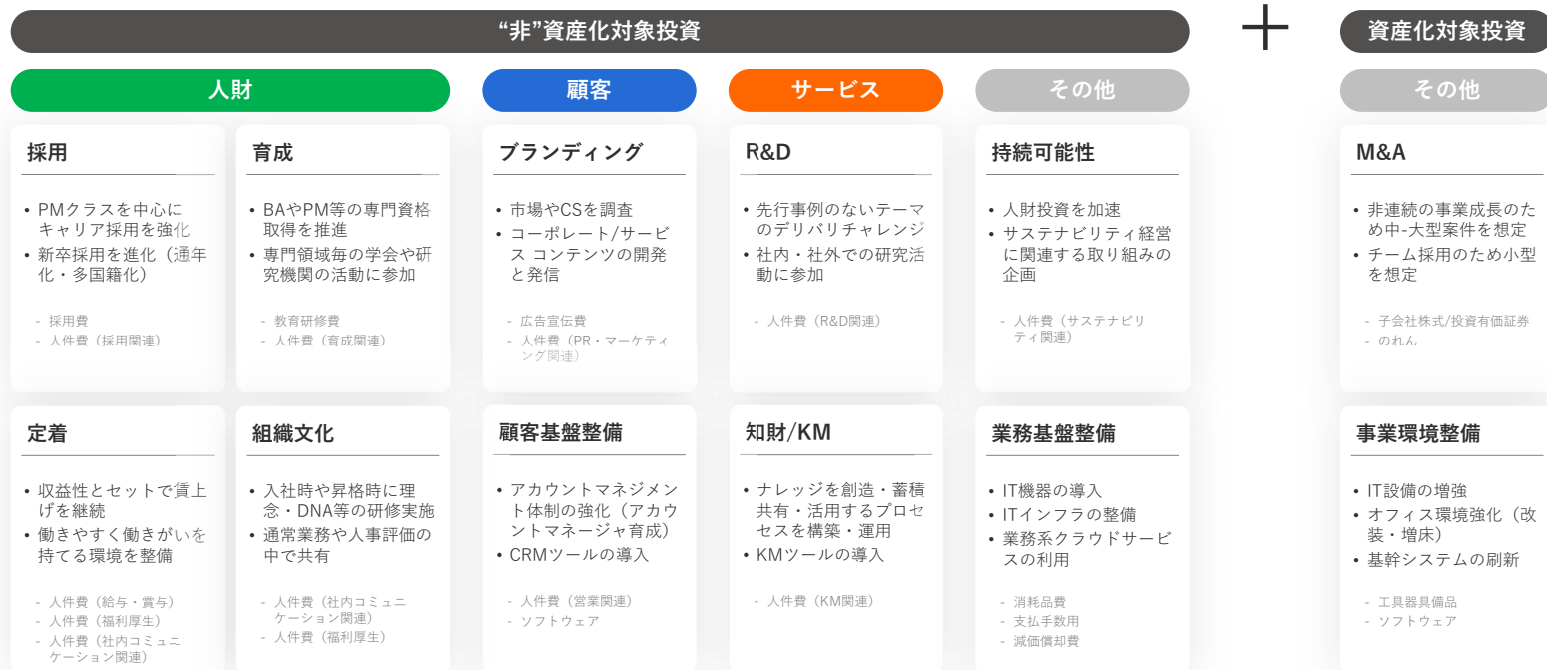 “非”資産化対象投資
＋
資産化対象投資
人財
顧客
サービス
その他
その他
採用
• PMクラスを中心に
キャリア採用を強化
• 新卒採用を進化（通年
化・多国籍化）
- 採用費
- 人件費（採用関連）
育成
• BAやPM等の専門資格
取得を推進
• 専門領域毎の学会や研
究機関の活動に参加
- 教育研修費
- 人件費（育成関連）
ブランディング
• 市場やCSを調査
• コーポレート/サービ
ス コンテンツの開発
と発信
- 広告宣伝費
- 人件費（PR・マーケティ
ング関連）
R&D
• 先行事例のないテーマ
のデリバリチャレンジ
• 社内・社外での研究活
動に参加
- 人件費（R&D関連）
持続可能性
• 人財投資を加速
• サステナビリティ経営
に関連する取り組みの
企画
- 人件費（サステナビリ
ティ関連）
M&A
• 非連続の事業成長のた
め中-大型案件を想定
• チーム採用のため小型
を想定
- 子会社株式/投資有価証券
- のれん
定着
• 収益性とセットで賃上
げを継続
• 働きやすく働きがいを
持てる環境を整備
- 人件費（給与・賞与）
- 人件費（福利厚生）
- 人件費（社内コミュニ
ケーション関連）
組織文化
• 入社時や昇格時に理
念・DNA等の研修実施
• 通常業務や人事評価の
中で共有
- 人件費（社内コミュニ
ケーション関連）
- 人件費（福利厚生）
顧客基盤整備
• アカウントマネジメン
ト体制の強化（アカウ
ントマネージャ育成）
• CRMツールの導入
- 人件費（営業関連）
- ソフトウェア
知財/KM
• ナレッジを創造・蓄積
共有・活用するプロセ
セスを構築・運用
• KMツールの導入
- 人件費（KM関連）
業務基盤整備
• IT機器の導入
• ITインフラの整備
• 業務系クラウドサービ
スの利用
- 消耗品費
- 支払手数用
- 減価償却費
事業環境整備
• IT設備の増強
• オフィス環境強化（改
装・増床）
• 基幹システムの刷新
- 工具器具備品
- ソフトウェア